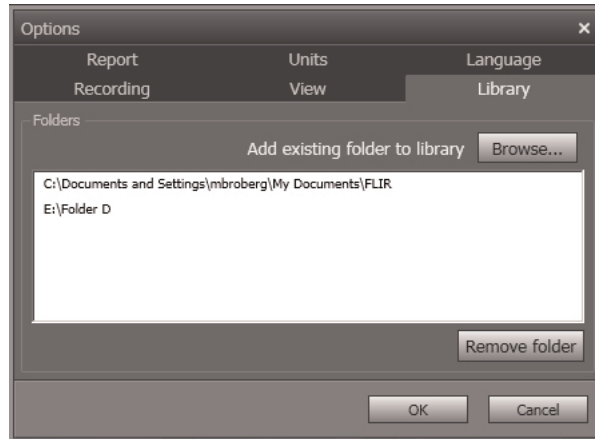 Options
Report Units Language
Recording View Library
Folders
Add existing folder to library Browse...
C:\Documents and Settings\mbroberg\My Documents\FLIR
E:\Folder D
Remove folder
OK Cancel